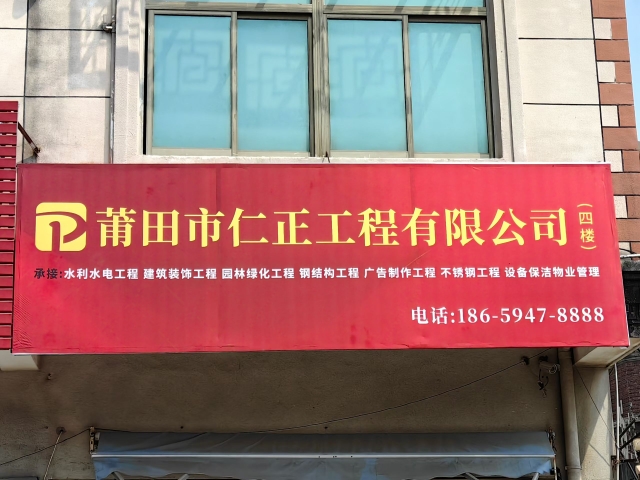 莆田市仁正工程有限公司(四楼)
承接:水利水电工程 建筑装饰工程 园林绿化工程 钢结构工程 广告制作工程 不锈钢工程 设备保洁物业管理
电话:186-5947-8888